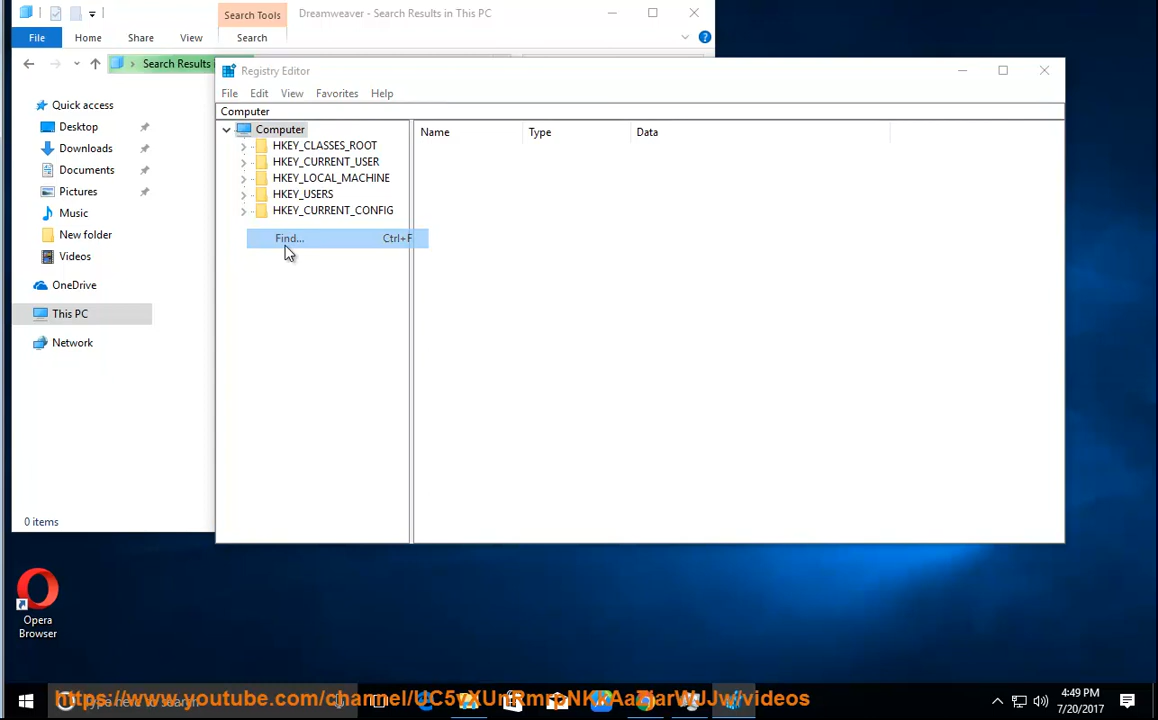 Search Tools
Dreamweaver - Search Results in This PC
File
Home
Share
View
Search
Search Results i
Quick access
Desktop
Downloads
Documents
Pictures
Music
New folder
Videos
OneDrive
This PC
Network
0 items
Registry Editor
File
Edit
View
Favorites
Help
Computer
Computer
HKEY_CLASSES_ROOT
HKEY_CURRENT_USER
HKEY_LOCAL_MACHINE
HKEY_USERS
HKEY_CURRENT_CONFIG
Name
Type
Data
Find...
Ctrl+F
Opera
Browser
4:49 PM
7/20/2017